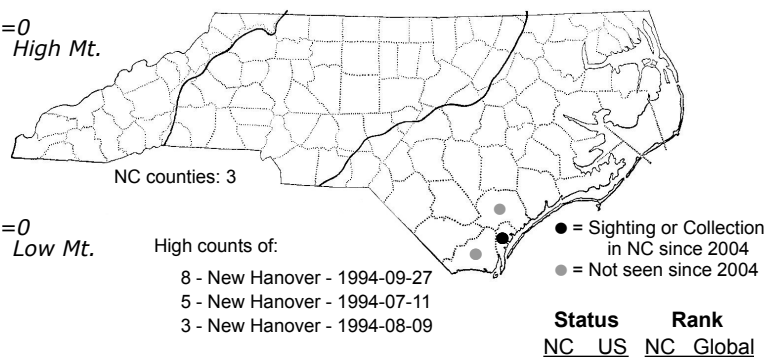 =0
High Mt.
NC counties: 3
=0
Low Mt.
High counts of:
8 - New Hanover - 1994-09-27
5 - New Hanover - 1994-07-11
3 - New Hanover - 1994-08-09
● = Sighting or Collection
in NC since 2004
● = Not seen since 2004
Status Rank
NC US NC Global